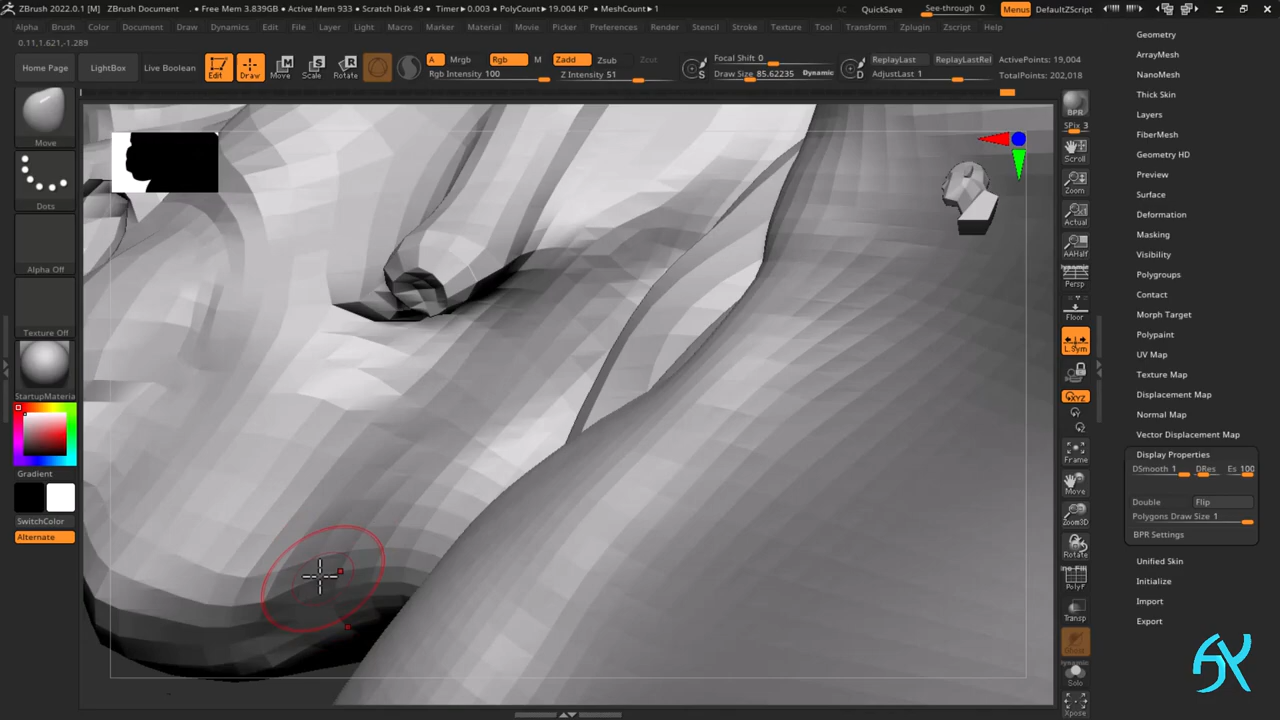 ZBrush 2022.0.1 [M] ZBrush Document . • Free Mem 3.839GB • Active Mem 933 • Scratch Disk 49 • Timer▸0.003 • PolyCount▸19.004 KP • MeshCount▸1 AC QuickSave See-through 0 Menus DefaultZScript
Alpha Brush Color Document Draw Dynamics Edit File Layer Light Macro Marker Material Movie Picker Preferences Render Stencil Stroke Texture Tool Transform Zplugin Zscript Help
0.11,1.621,-1.289
Home Page LightBox Live Boolean Edit Draw Move Scale Rotate
A Mrgb Rgb M Zadd Zsub Zcut
Rgb Intensity 100 Z Intensity 51
Focal Shift 0
Draw Size 85.62235 Dynamic
S D
ReplayLast ReplayLastRel
AdjustLast 1
ActivePoints: 19,004
TotalPoints: 202,018
Move
Dots
Alpha Off
Texture Off
StartupMateria
Gradient
SwitchColor
Alternate
BPR
SPix 3
Scroll
Zoom
Actual
AAHalf
Dynamic
Persp
Floor
L.Sym
XYZ
Y
Z
Frame
Move
Zoom3D
Rotate
PolyF
Transp
Ghost
Dynamic
Solo
Xpose
Geometry
ArrayMesh
NanoMesh
Thick Skin
Layers
FiberMesh
Geometry HD
Preview
Surface
Deformation
Masking
Visibility
Polygroups
Contact
Morph Target
Polypaint
UV Map
Texture Map
Displacement Map
Normal Map
Vector Displacement Map
Display Properties
DSmooth 1 DRes Es 100
Double Flip
Polygons Draw Size 1
BPR Settings
Unified Skin
Initialize
Import
Export